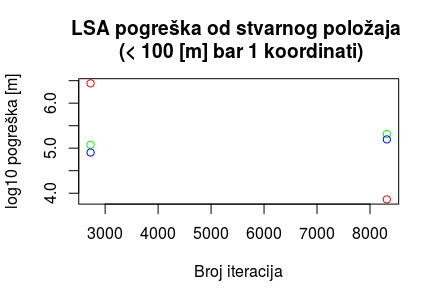 LSA pogreška od stvarnog položaja
(< 100 [m] bar 1 koordinati)
log10 pogreška [m]
6.0
5.0
4.0
3000 4000 5000 6000 7000 8000
Broj iteracija